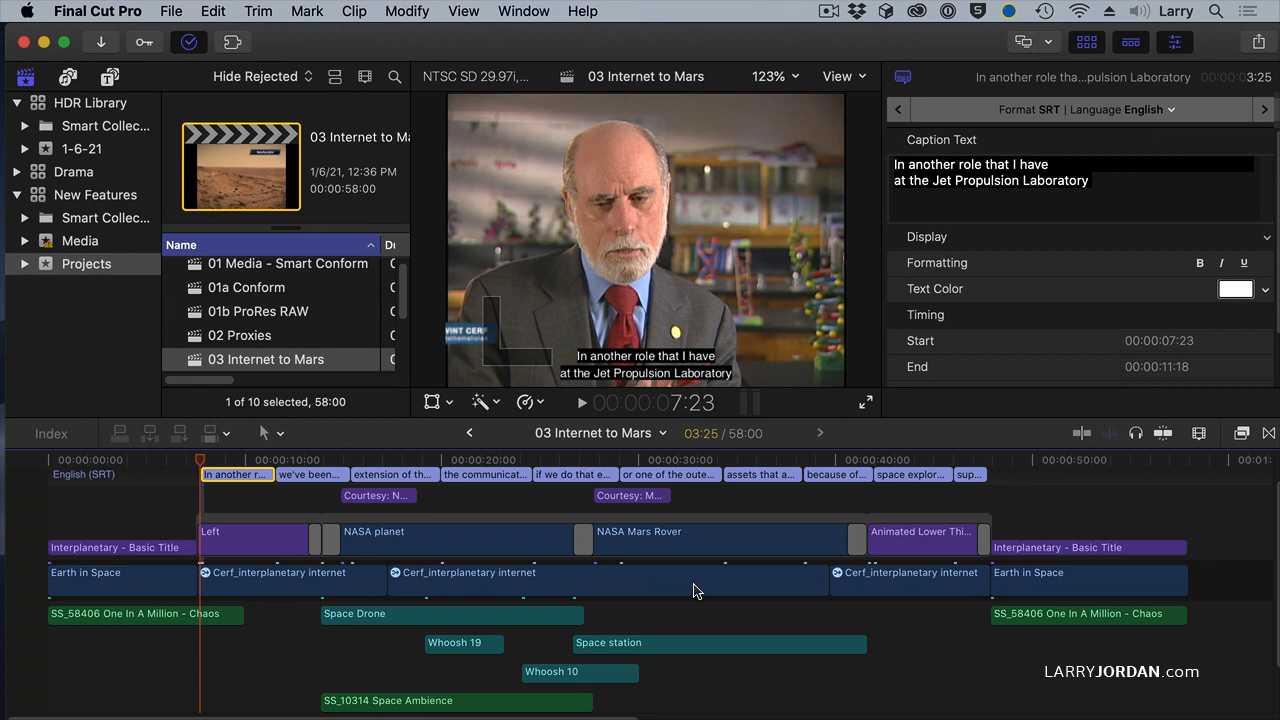 Final Cut Pro File Edit Trim Mark Clip Modify View Window Help Larry
Hide Rejected
NTSC SD 29.97i,...
03 Internet to Mars
123%
View
In another role tha...pulsion Laboratory
00:00:03:25
HDR Library
Smart Collec...
1-6-21
Drama
New Features
Smart Collec...
Media
Projects
03 Internet to Ma
1/6/21, 12:36 PM
00:00:58:00
Name
Du
01 Media - Smart Conform
01a Conform
01b ProRes RAW
02 Proxies
03 Internet to Mars
1 of 10 selected, 58:00
VINT CERF
In another role that I have
at the Jet Propulsion Laboratory
00:00:07:23
Format SRT | Language English
Caption Text
In another role that I have
at the Jet Propulsion Laboratory
Display
Formatting
B I U
Text Color
Timing
Start 00:00:07:23
End 00:00:11:18
Index
03 Internet to Mars
03:25 / 58:00
00:00:00:00 00:00:10:00 00:00:20:00 00:00:30:00 00:00:40:00 00:00:50:00 00:01:
English (SRT) In another r... we've been... extension of th... the communicat... if we do that e... or one of the oute... assets that a... because of... space explor... sup...
Courtesy: N... Courtesy: M...
Left NASA planet NASA Mars Rover Animated Lower Thi...
Interplanetary - Basic Title Interplanetary - Basic Title
Earth in Space Cerf_interplanetary internet Cerf_interplanetary internet Cerf_interplanetary internet Earth in Space
SS_58406 One In A Million - Chaos Space Drone SS_58406 One In A Million - Chaos
Whoosh 19 Space station
Whoosh 10
SS_10314 Space Ambience
LARRYJORDAN.com